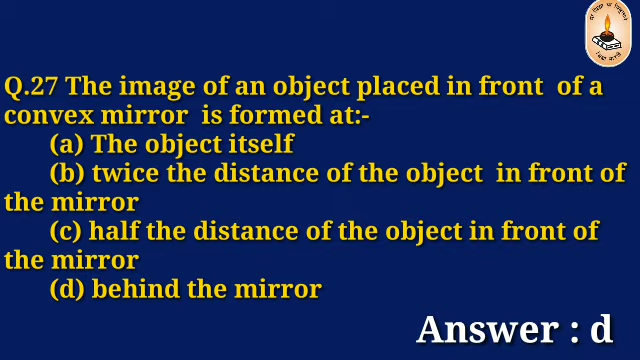 Q.27 The image of an object placed in front of a
convex mirror is formed at:-
(a) The object itself
(b) twice the distance of the object in front of
the mirror
(c) half the distance of the object in front of
the mirror
(d) behind the mirror
Answer : d